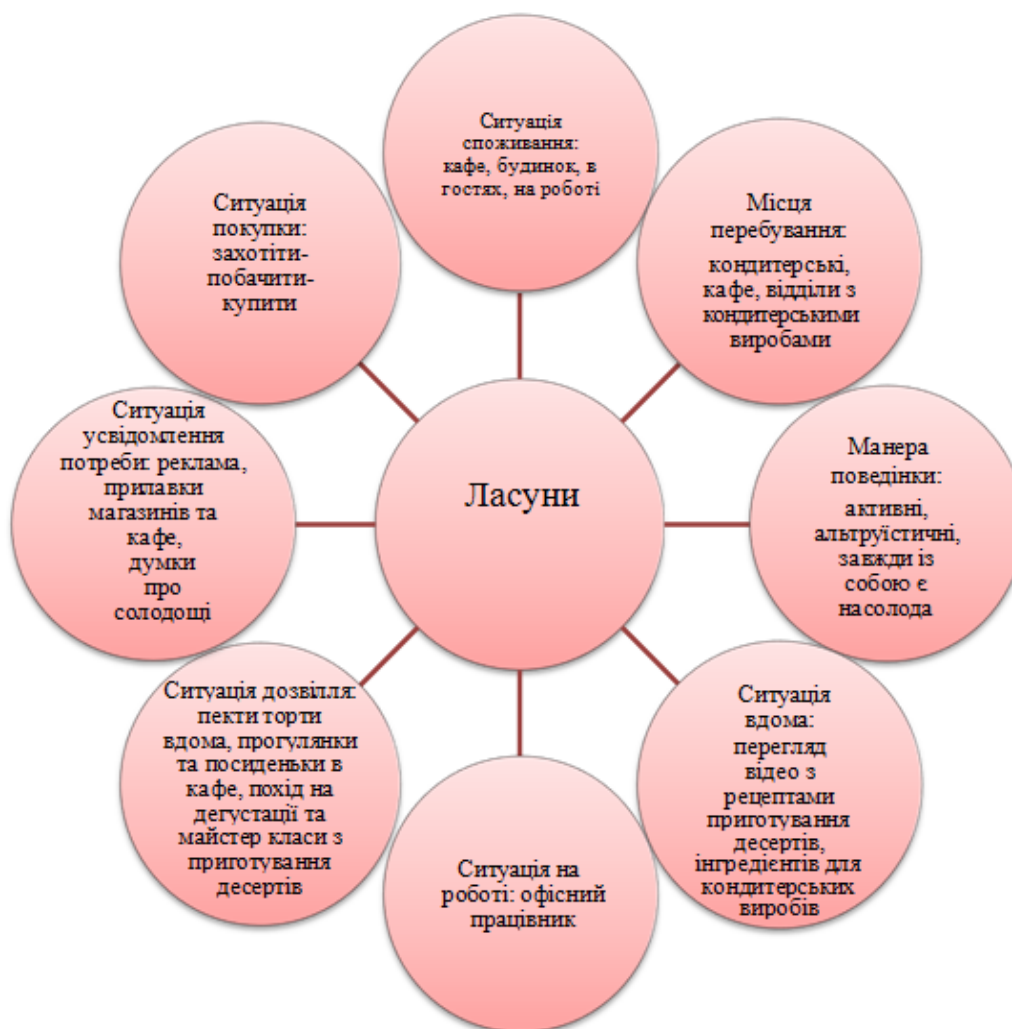 Ситуація
споживання:
кафе, будинок, в
гостях, на роботі
Місця
перебування:
кондитерські,
кафе, відділи з
кондитерськими
виробами
Манера
поведінки:
активні,
альтруїстичні,
завжди із
собою є
насолода
Ситуація
вдома:
перегляд
відео з
рецептами
приготування
десертів,
інгредієнтів для
кондитерських
виробів
Ситуація на
роботі: офісний
працівник
Ситуація дозвілля:
пекти торти
вдома, прогулянки
та посиденьки в
кафе, похід на
дегустації та
майстер класи з
приготування
десертів
Ситуація
усвідомлення
потреби: реклама,
прилавки
магазинів та
кафе,
думки
про
солодощі
Ситуація
покупки:
захотіти-
побачити-
купити
Ласуни